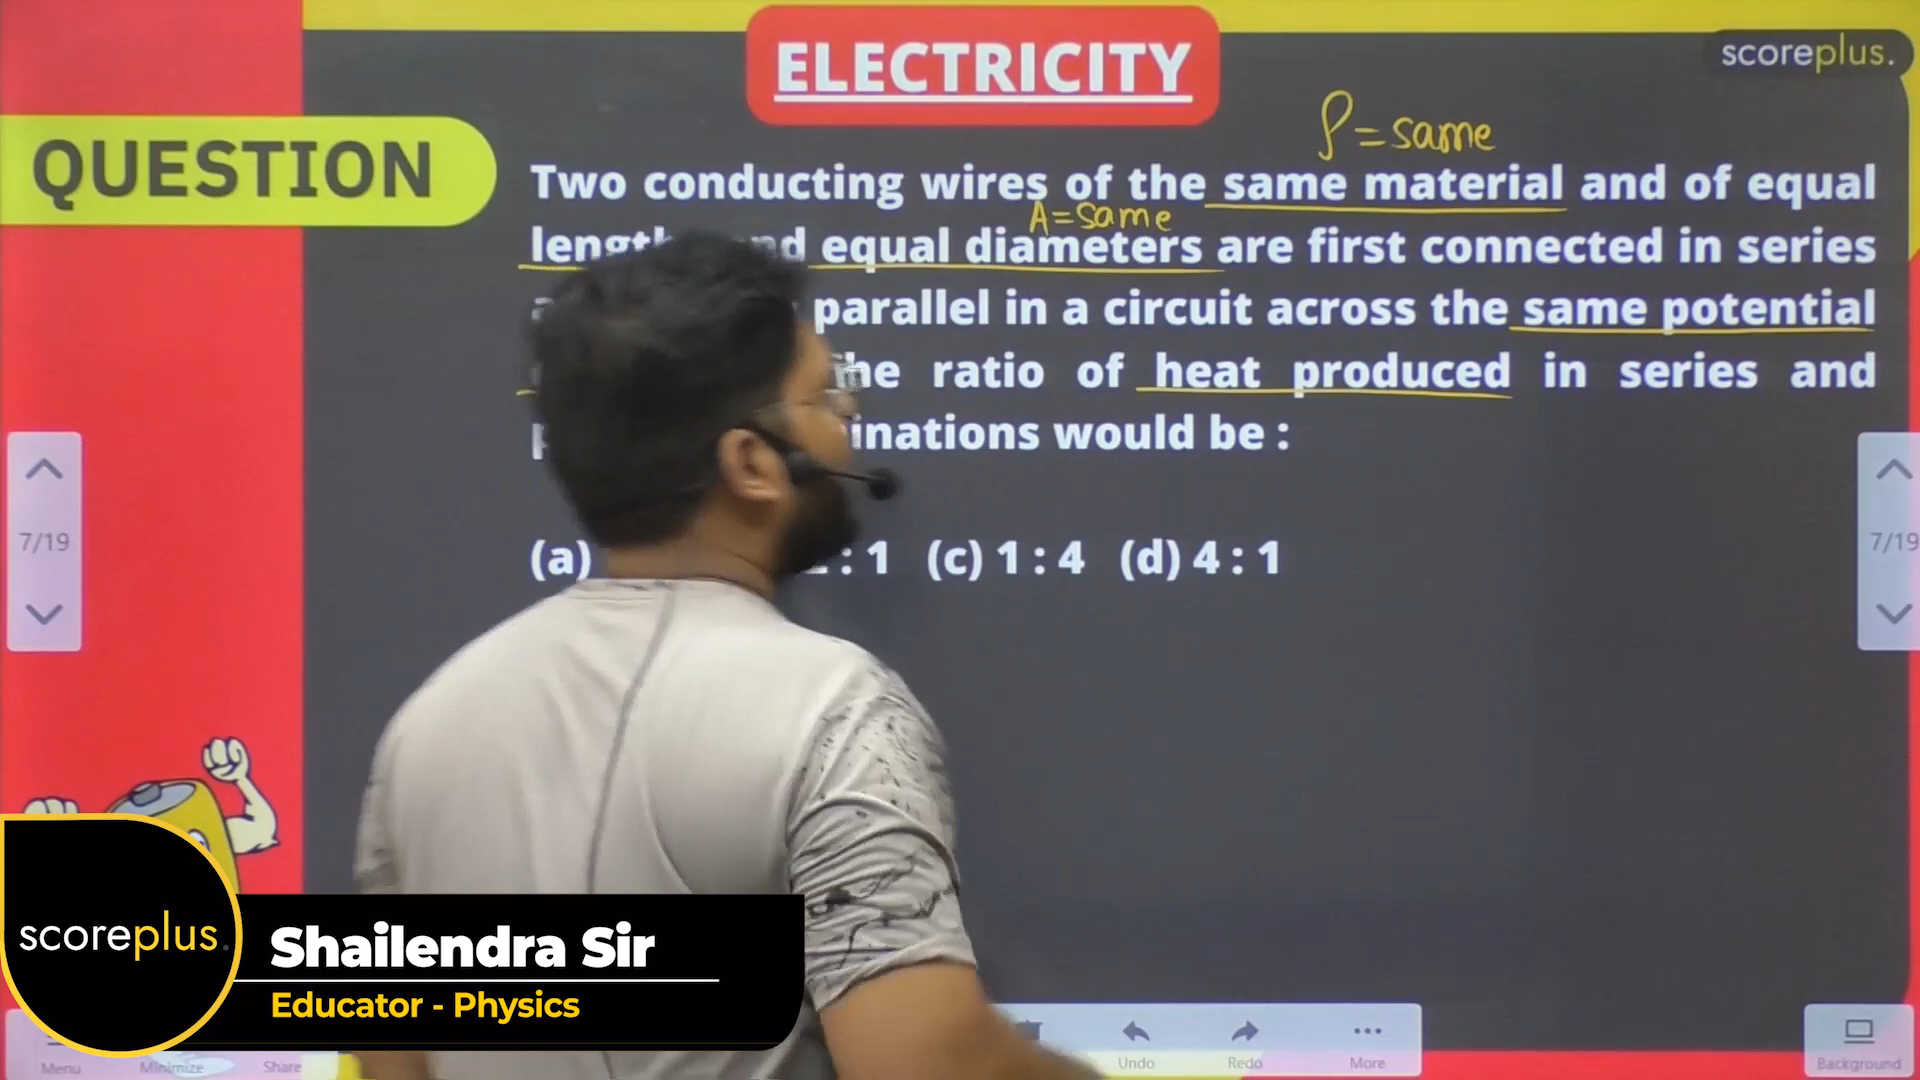 ELECTRICITY
scoreplus.
ρ = same
QUESTION
Two conducting wires of the same material and of equal
A = same
equal diameters are first connected in series
parallel in a circuit across the same potential
ratio of heat produced in series and
would be :
(a) : 1 (c) 1 : 4 (d) 4 : 1
7/19
7/19
scoreplus.
Shailendra Sir
Educator - Physics
Menu Minimize Share Undo Redo More Background